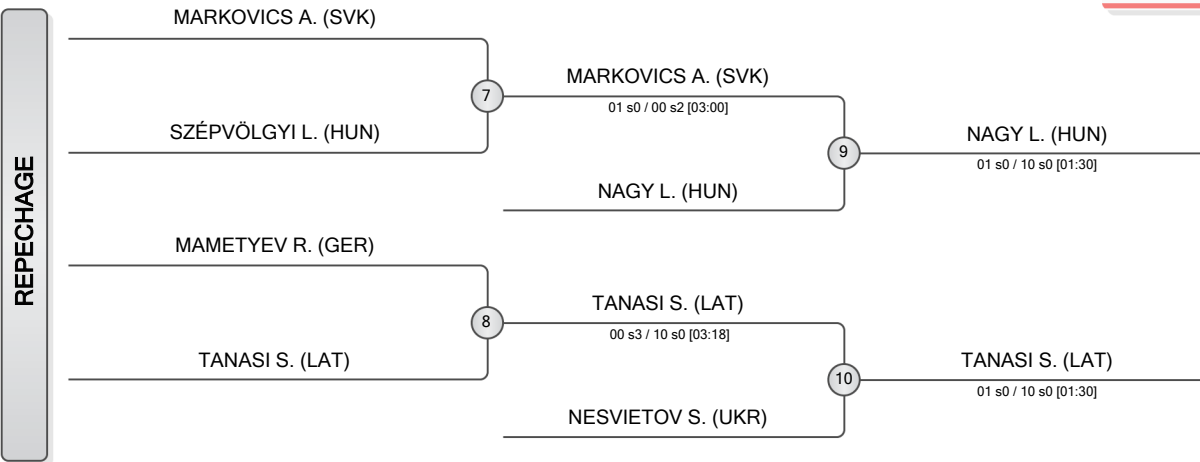 REPECHAGE
MARKOVICS A. (SVK)
SZÉPVÖLGYI L. (HUN)
MAMETYEV R. (GER)
TANASI S. (LAT)
7
8
MARKOVICS A. (SVK)
01 s0 / 00 s2 [03:00]
NAGY L. (HUN)
TANASI S. (LAT)
00 s3 / 10 s0 [03:18]
NESVIETOV S. (UKR)
9
10
NAGY L. (HUN)
01 s0 / 10 s0 [01:30]
TANASI S. (LAT)
01 s0 / 10 s0 [01:30]